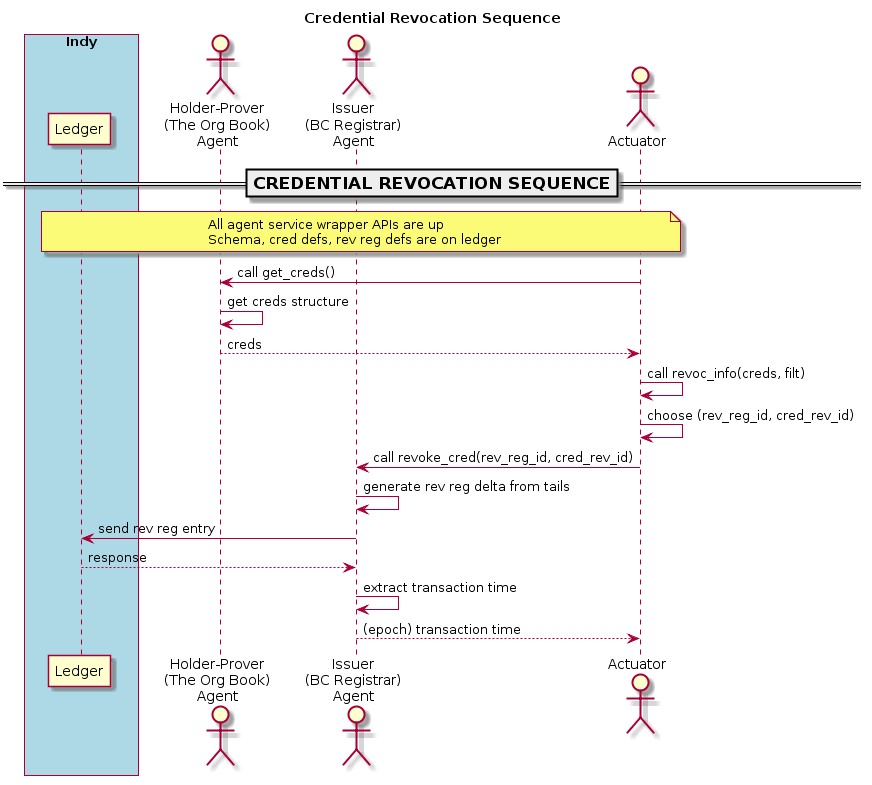 Credential Revocation Sequence
Indy
Ledger
Holder-Prover
(The Org Book)
Agent
Issuer
(BC Registrar)
Agent
Actuator
CREDENTIAL REVOCATION SEQUENCE
All agent service wrapper APIs are up
Schema, cred defs, rev reg defs are on ledger
call get_creds()
get creds structure
creds
call revoc_info(creds, filt)
choose (rev_reg_id, cred_rev_id)
call revoke_cred(rev_reg_id, cred_rev_id)
generate rev reg delta from tails
send rev reg entry
response
extract transaction time
(epoch) transaction time
Ledger
Holder-Prover
(The Org Book)
Agent
Issuer
(BC Registrar)
Agent
Actuator